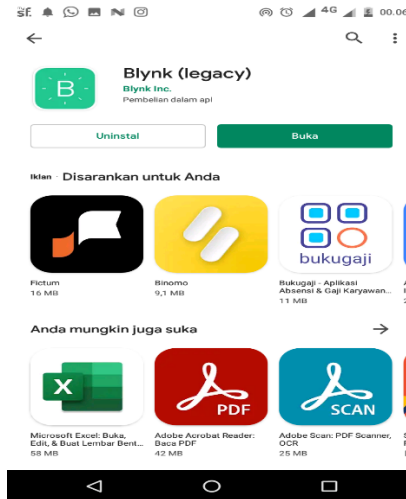 4G
00.06
B
Blynk (legacy)
Blynk Inc.
Pembelian dalam apl
Uninstal
Buka
Iklan · Disarankan untuk Anda
bukugaji
Fictum
16 MB
Binomo
9,1 MB
Bukugaji - Aplikasi
Absensi & Gaji Karyawan...
11 MB
Anda mungkin juga suka
X
PDF
SCAN
Microsoft Excel: Buka,
Edit, & Buat Lembar Bent...
58 MB
Adobe Acrobat Reader:
Baca PDF
42 MB
Adobe Scan: PDF Scanner,
OCR
25 MB